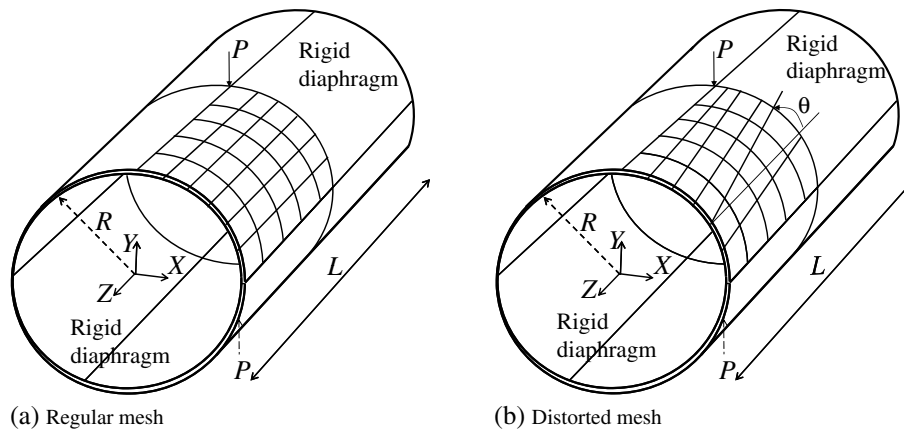 P
Rigid
diaphragm
R
Y
X
Z
L
Rigid
diaphragm
P
(a) Regular mesh
P
Rigid
diaphragm
θ
R
Y
X
Z
L
Rigid
diaphragm
P
(b) Distorted mesh